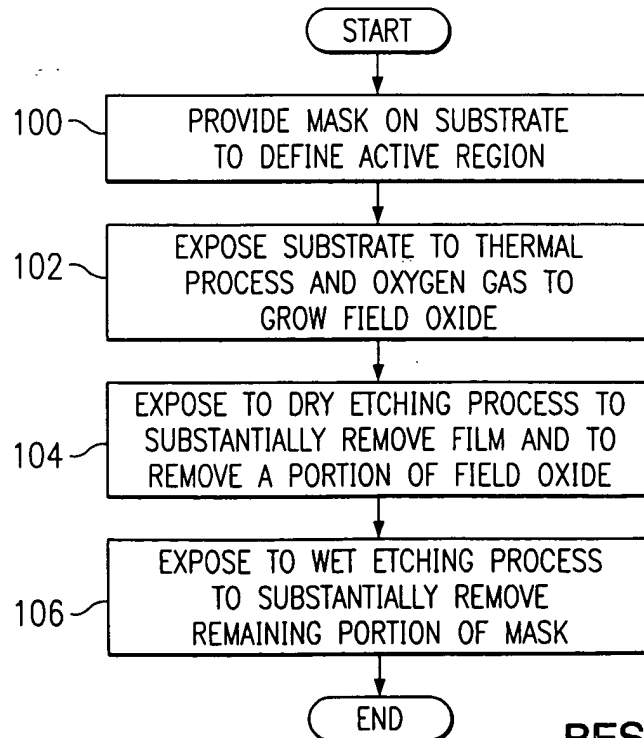 START
100
PROVIDE MASK ON SUBSTRATE
TO DEFINE ACTIVE REGION
102
EXPOSE SUBSTRATE TO THERMAL
PROCESS AND OXYGEN GAS TO
GROW FIELD OXIDE
104
EXPOSE TO DRY ETCHING PROCESS TO
SUBSTANTIALLY REMOVE FILM AND TO
REMOVE A PORTION OF FIELD OXIDE
106
EXPOSE TO WET ETCHING PROCESS
TO SUBSTANTIALLY REMOVE
REMAINING PORTION OF MASK
END